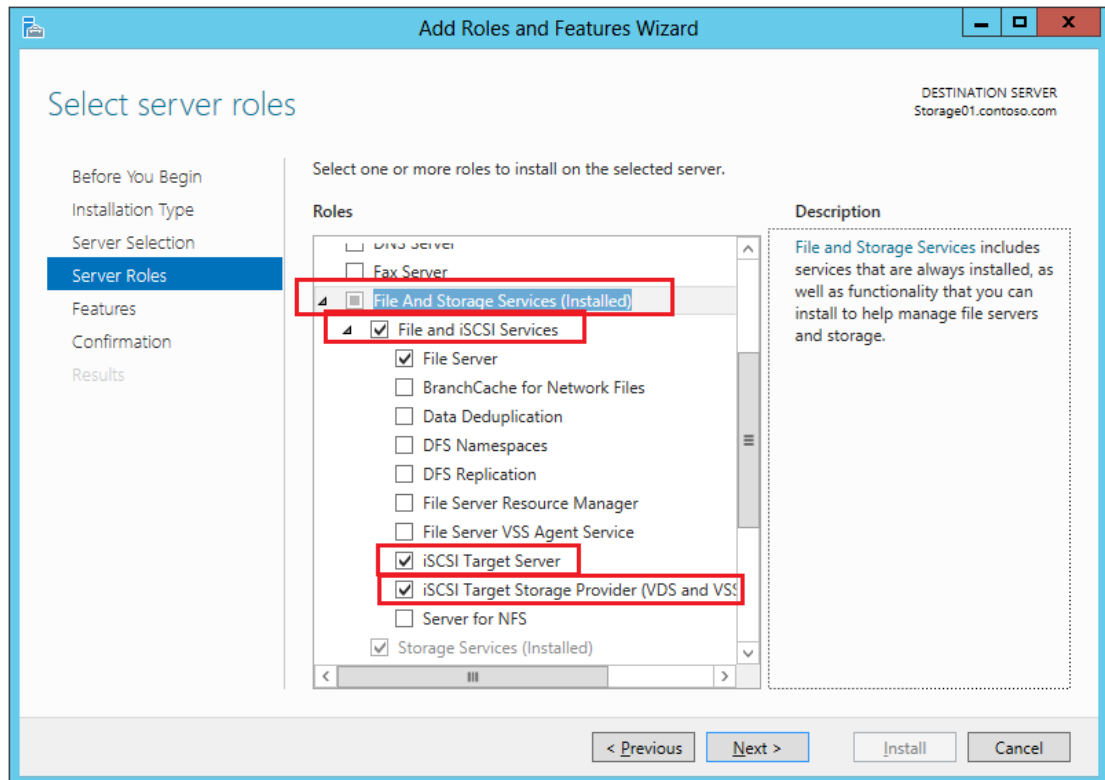 Add Roles and Features Wizard
Select server roles
DESTINATION SERVER
Storage01.contoso.com
Before You Begin
Installation Type
Server Selection
Server Roles
Features
Confirmation
Results
Select one or more roles to install on the selected server.
Roles
DNS Server
Fax Server
File And Storage Services (Installed)
File and iSCSI Services
File Server
BranchCache for Network Files
Data Deduplication
DFS Namespaces
DFS Replication
File Server Resource Manager
File Server VSS Agent Service
iSCSI Target Server
iSCSI Target Storage Provider (VDS and VSS
Server for NFS
Storage Services (Installed)
Description
File and Storage Services includes
services that are always installed, as
well as functionality that you can
install to help manage file servers
and storage.
< Previous
Next >
Install
Cancel